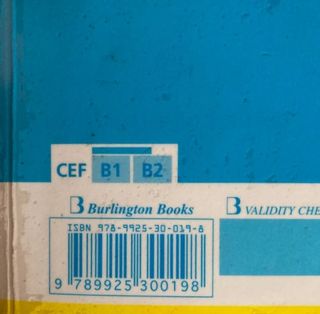 CEF B1 B2
Burlington Books
VALIDITY CHE
ISBN 978-9925-30-019-8
9 789925 300198